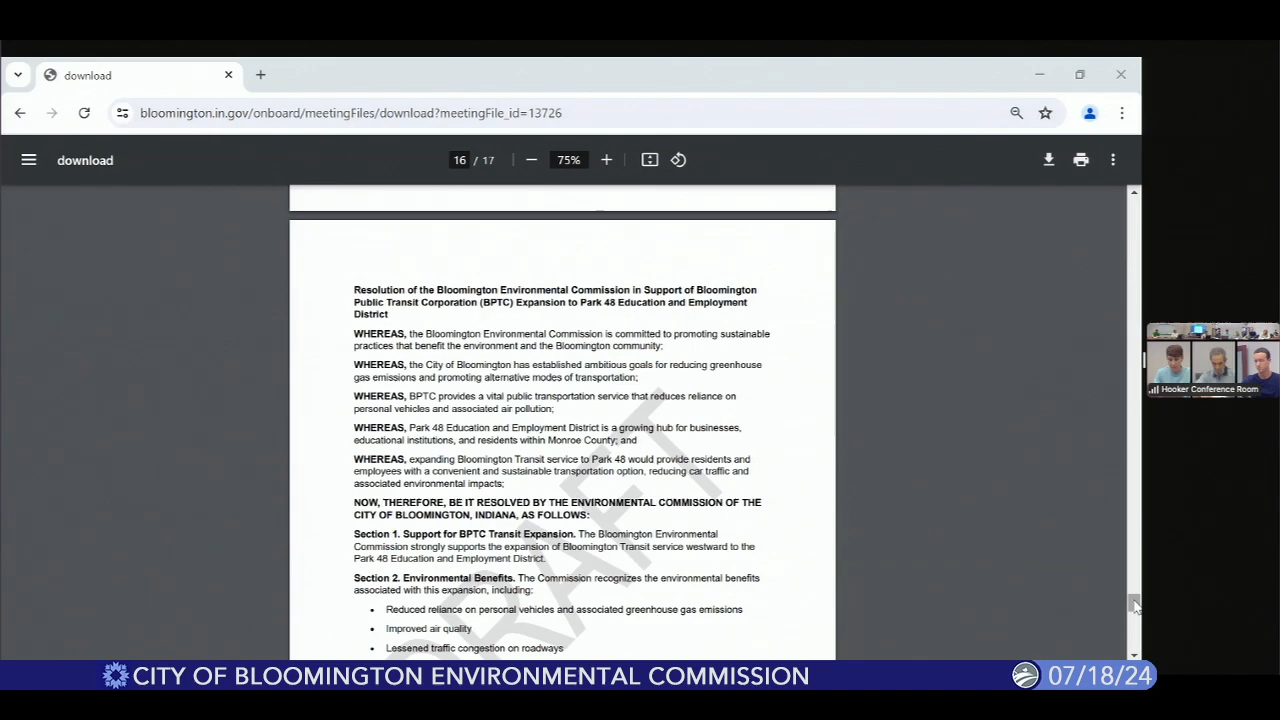 download
bloomington.in.gov/onboard/meetingFiles/download?meetingFile_id=13726
download
16 / 17
75%
Resolution of the Bloomington Environmental Commission in Support of Bloomington
Public Transit Corporation (BPTC) Expansion to Park 48 Education and Employment
District
WHEREAS, the Bloomington Environmental Commission is committed to promoting sustainable
practices that benefit the environment and the Bloomington community;
WHEREAS, the City of Bloomington has established ambitious goals for reducing greenhouse
gas emissions and promoting alternative modes of transportation;
WHEREAS, BPTC provides a vital public transportation service that reduces reliance on
personal vehicles and associated air pollution;
WHEREAS, Park 48 Education and Employment District is a growing hub for businesses,
educational institutions, and residents within Monroe County; and
WHEREAS, expanding Bloomington Transit service to Park 48 would provide residents and
employees with a convenient and sustainable transportation option, reducing car traffic and
associated environmental impacts;
NOW, THEREFORE, BE IT RESOLVED BY THE ENVIRONMENTAL COMMISSION OF THE
CITY OF BLOOMINGTON, INDIANA, AS FOLLOWS:
Section 1. Support for BPTC Transit Expansion. The Bloomington Environmental
Commission strongly supports the expansion of Bloomington Transit service westward to the
Park 48 Education and Employment District.
Section 2. Environmental Benefits. The Commission recognizes the environmental benefits
associated with this expansion, including:
• Reduced reliance on personal vehicles and associated greenhouse gas emissions
• Improved air quality
• Lessened traffic congestion on roadways
DRAFT
Hooker Conference Room
CITY OF BLOOMINGTON ENVIRONMENTAL COMMISSION
07/18/24